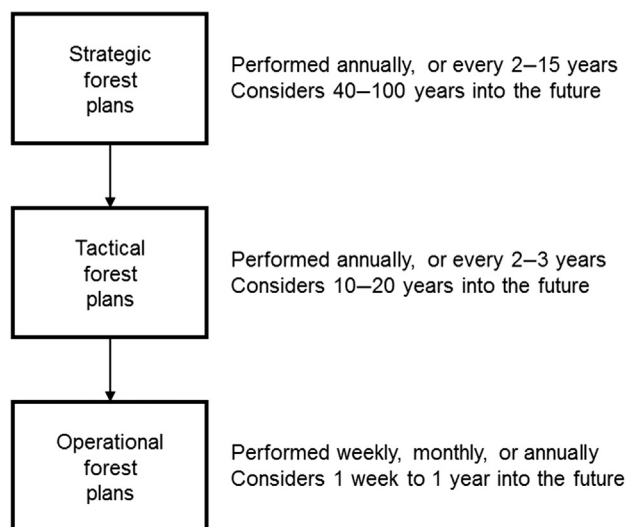 Strategic
forest
plans
Performed annually, or every 2–15 years
Considers 40–100 years into the future
Tactical
forest
plans
Performed annually, or every 2–3 years
Considers 10–20 years into the future
Operational
forest
plans
Performed weekly, monthly, or annually
Considers 1 week to 1 year into the future